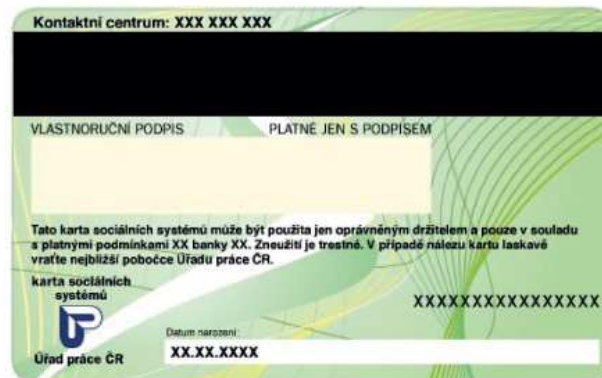 Kontaktní centrum: XXX XXX XXX
VLASTNORUČNÍ PODPIS PLATNÉ JEN S PODPISEM
Tato karta sociálních systémů může být použita jen oprávněným držitelem a pouze v souladu
s platnými podmínkami XX banky XX. Zneužití je trestné. V případě nálezu kartu laskavě
vraťte nejbližší pobočce Úřadu práce ČR.
karta sociálních
systémů
XXXXXXXXXXXXXXXX
Datum narození:
XX.XX.XXXX
Úřad práce ČR